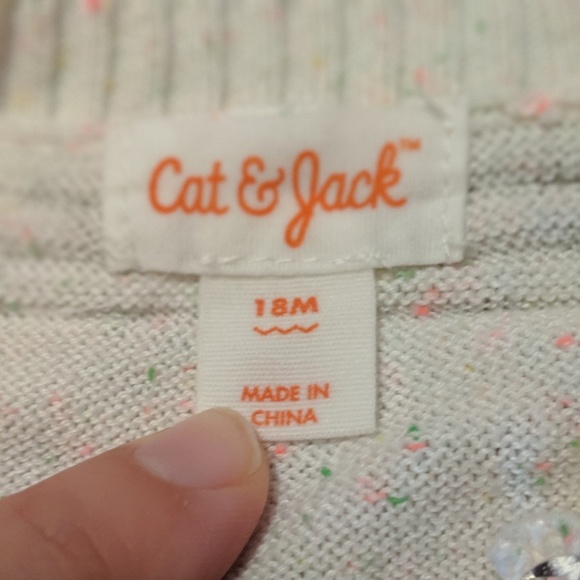 Cat & Jack™
18M
MADE IN
CHINA